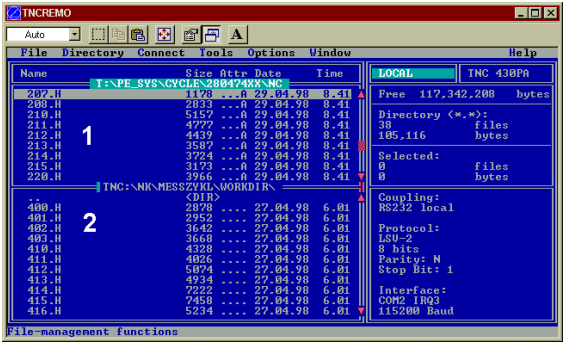 TNCREMO
Auto
A
File Directory Connect Tools Options Window Help
Name Size Attr Date Time
T:\PE_SYS\CYCLE\280474XX\NC
207.H 1178 ...A 29.04.98 8.41
208.H 2833 ...A 29.04.98 8.41
210.H 5157 ...A 29.04.98 8.41
211.H 4777 ...A 29.04.98 8.41
212.H 4439 ...A 29.04.98 8.41
213.H 3587 ...A 29.04.98 8.41
214.H 3724 ...A 29.04.98 8.41
215.H 3173 ...A 29.04.98 8.41
220.H 3966 ...A 29.04.98 8.41
1
TNC:\NK\MESSZYKL\WORKDIR\
.. <DIR>
400.H 2878 .... 27.04.98 6.01
401.H 2952 .... 27.04.98 6.01
402.H 3642 .... 27.04.98 6.01
403.H 3668 .... 27.04.98 6.01
410.H 4328 .... 27.04.98 6.01
411.H 4026 .... 27.04.98 6.01
412.H 5074 .... 27.04.98 6.01
413.H 4934 .... 27.04.98 6.01
414.H 7222 .... 27.04.98 6.01
415.H 7458 .... 27.04.98 6.01
416.H 5234 .... 27.04.98 6.01
2
LOCAL TNC 430PA
Free 117,342,208 bytes
Directory (*.*):
38 files
105,116 bytes
Selected:
0 files
0 bytes
Coupling:
RS232 local
Protocol:
LSV-2
8 bits
Parity: N
Stop Bit: 1
Interface:
COM2 IRQ3
115200 Baud
File-management functions